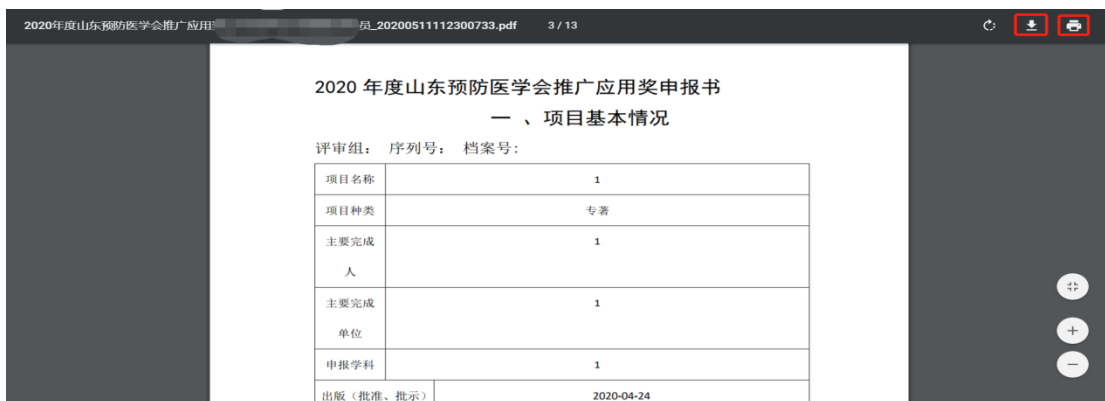 2020年度山东预防医学会推广应用 员_20200511112300733.pdf 3 / 13
2020 年度山东预防医学会推广应用奖申报书
一 、项目基本情况
评审组： 序列号： 档案号：
项目名称 1
项目种类 专著
主要完成人 1
主要完成单位 1
申报学科 1
出版（批准、批示） 2020-04-24